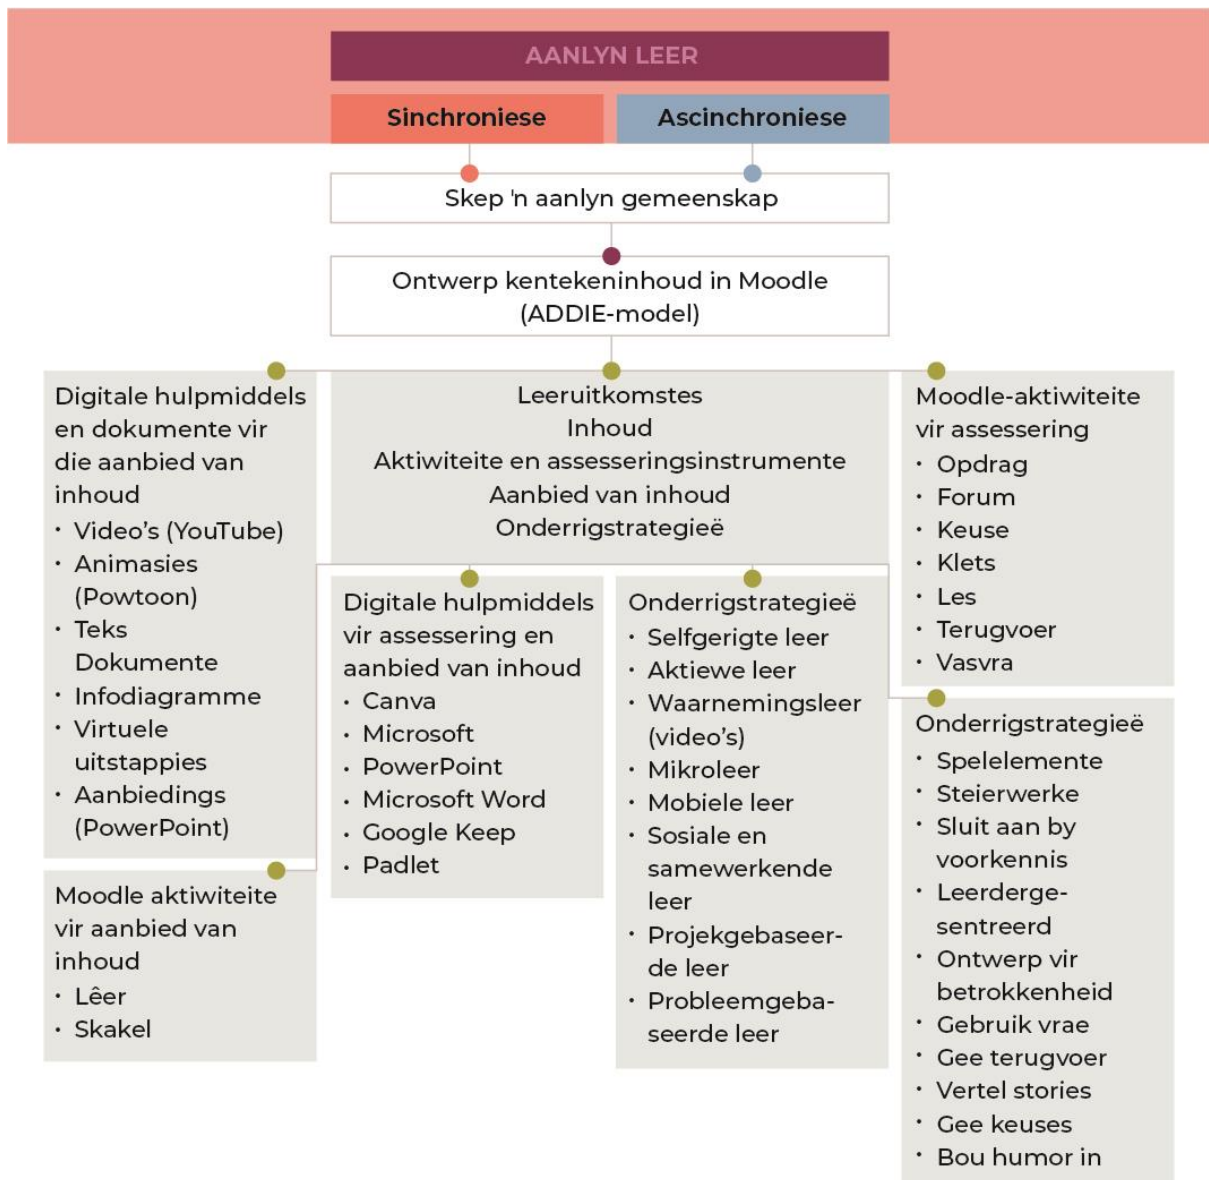 AANLYN LEER
Sinchroniese
Ascinchroniese
Skep 'n aanlyn gemeenskap
Ontwerp kentekeninhoud in Moodle
(ADDIE-model)
Digitale hulpmiddels
en dokumente vir
die aanbied van
inhoud
• Video's (YouTube)
• Animasies
(Powtoon)
• Teks
Dokumente
• Infodiagramme
• Virtuele
uitstappies
• Aanbiedings
(PowerPoint)
Leeruitkomstes
Inhoud
Aktiwiteite en assesseringsinstrumente
Aanbied van inhoud
Onderrigstrategieë
Moodle-aktiwiteite
vir assessering
• Opdrag
• Forum
• Keuse
• Klets
• Les
• Terugvoer
• Vasvra
Moodle aktiwiteite
vir aanbied van
inhoud
• Lêer
• Skakel
Digitale hulpmiddels
vir assessering en
aanbied van inhoud
• Canva
• Microsoft
• PowerPoint
• Microsoft Word
• Google Keep
• Padlet
Onderrigstrategieë
• Selfgerigte leer
• Aktiewe leer
• Waarnemingsleer
(video's)
• Mikroleer
• Mobiele leer
• Sosiale en
samewerkende
leer
• Projekgebaseer-
de leer
• Probleemgeba-
seerde leer
Onderrigstrategieë
• Spelelemente
• Steierwerke
• Sluit aan by
voorkennis
• Leerderge-
sentreerd
• Ontwerp vir
betrokkenheid
• Gebruik vrae
• Gee terugvoer
• Vertel stories
• Gee keuses
• Bou humor in